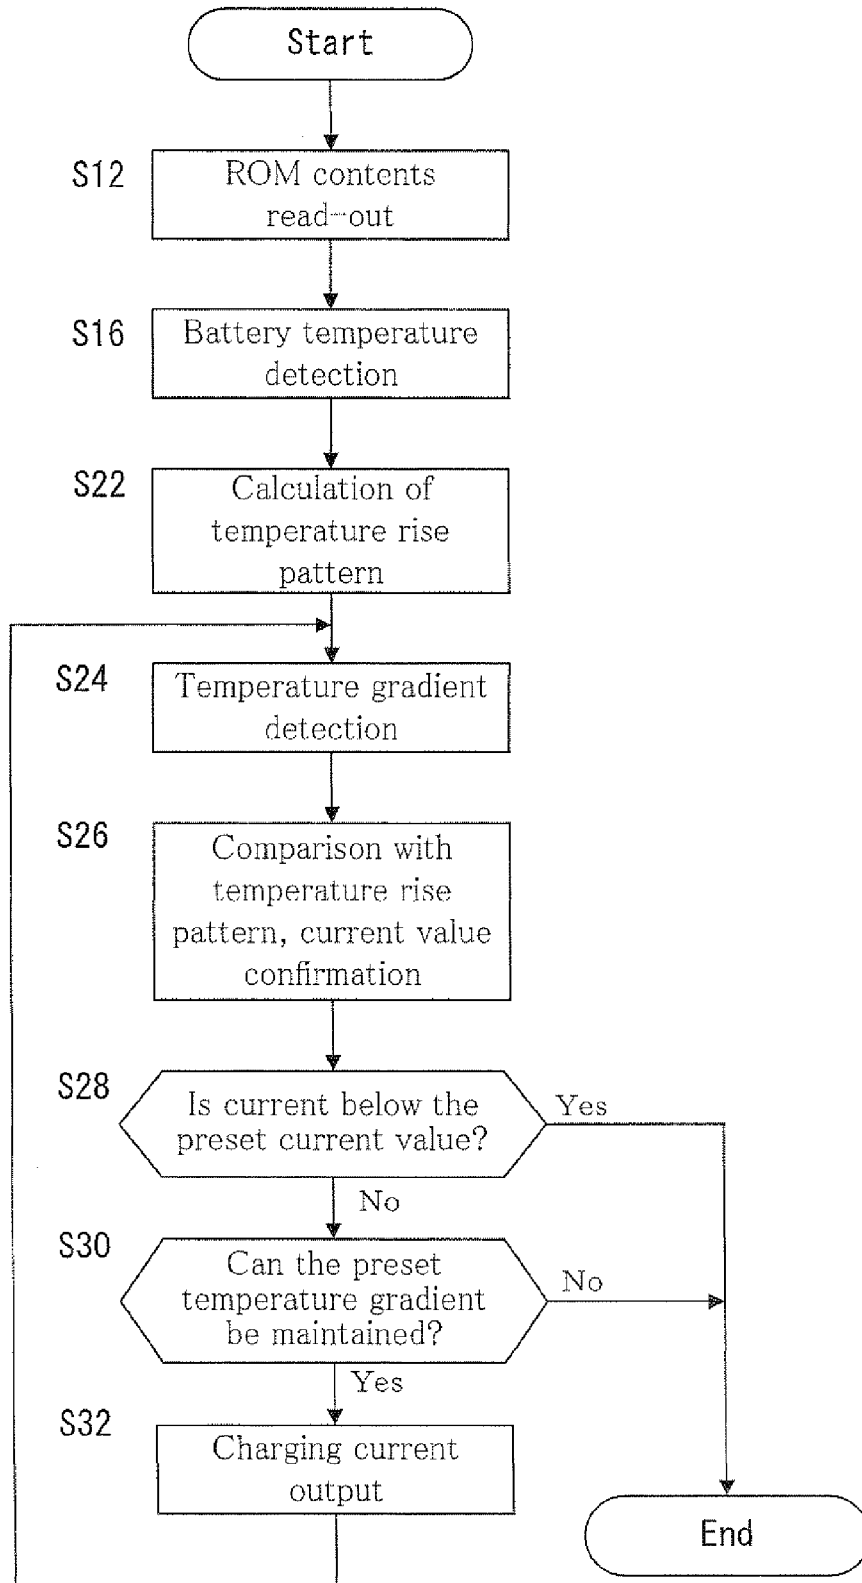 Start
S12
ROM contents
read-out
S16
Battery temperature
detection
S22
Calculation of
temperature rise
pattern
S24
Temperature gradient
detection
S26
Comparison with
temperature rise
pattern, current value
confirmation
S28
Is current below the
preset current value?
Yes
No
S30
Can the preset
temperature gradient
be maintained?
No
Yes
S32
Charging current
output
End